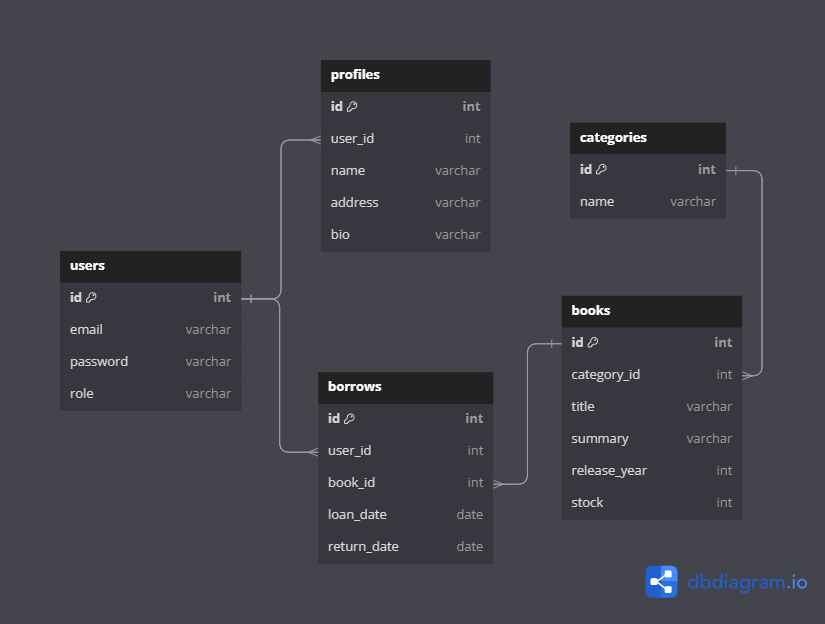 profiles
id int
user_id int
name varchar
address varchar
bio varchar
categories
id int
name varchar
users
id int
email varchar
password varchar
role varchar
books
id int
category_id int
title varchar
summary varchar
release_year int
stock int
borrows
id int
user_id int
book_id int
loan_date date
return_date date
dbdiagram.io